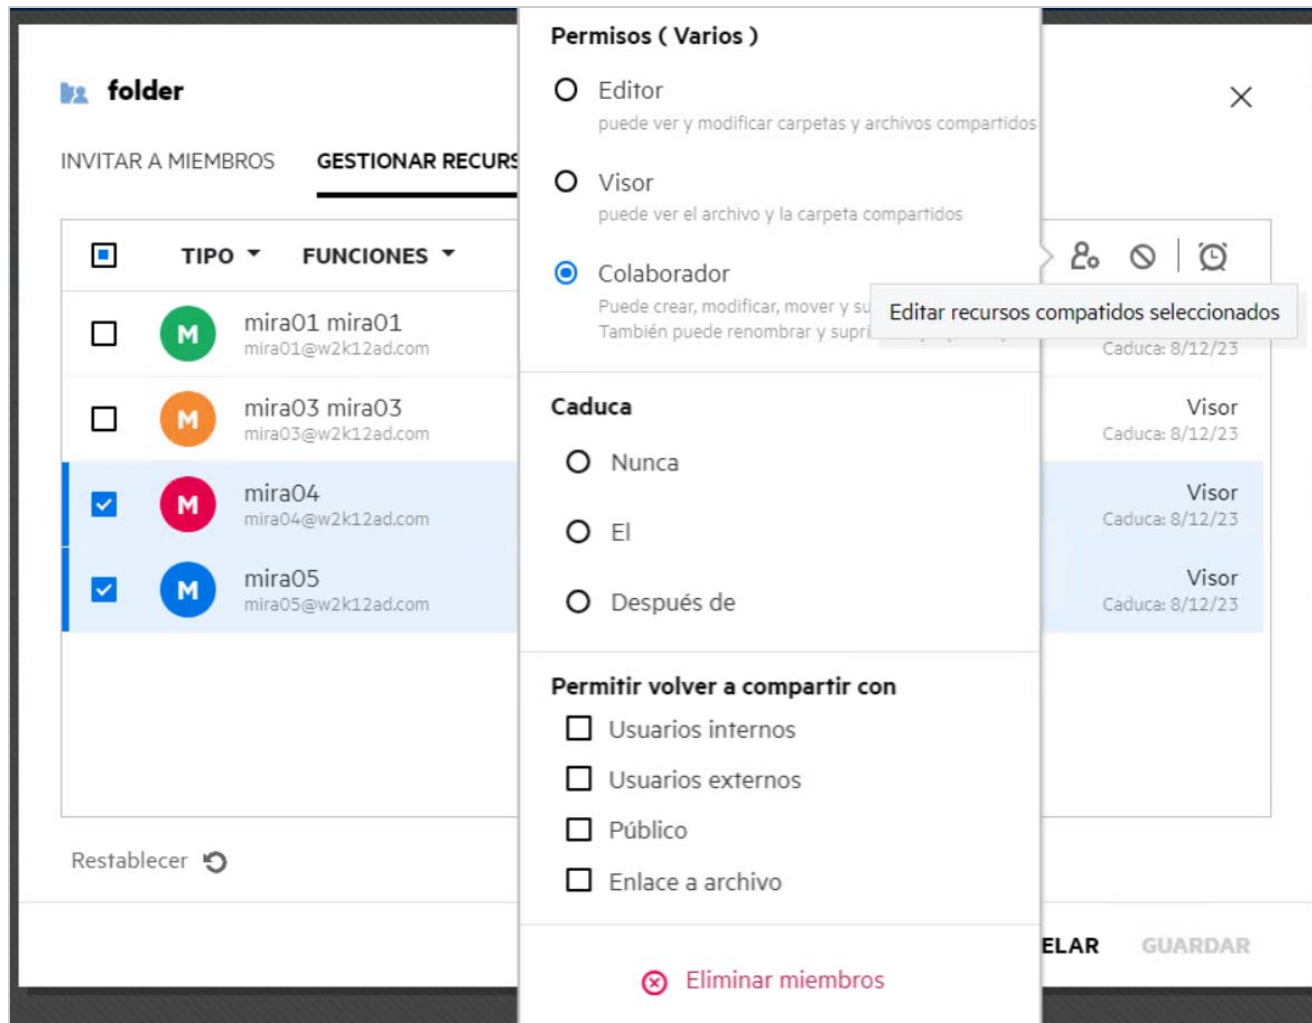 folder
INVITAR A MIEMBROS
GESTIONAR RECURS
TIPO
FUNCIONES
M
mira01 mira01
mira01@w2k12ad.com
Caduca: 8/12/23
M
mira03 mira03
mira03@w2k12ad.com
Visor
Caduca: 8/12/23
M
mira04
mira04@w2k12ad.com
Visor
Caduca: 8/12/23
M
mira05
mira05@w2k12ad.com
Visor
Caduca: 8/12/23
Restablecer
ELAR
GUARDAR
Permisos ( Varios )
Editor
puede ver y modificar carpetas y archivos compartidos
Visor
puede ver el archivo y la carpeta compartidos
Colaborador
Puede crear, modificar, mover y su
También puede renombrar y supri
Editar recursos compatidos seleccionados
Caduca
Nunca
El
Después de
Permitir volver a compartir con
Usuarios internos
Usuarios externos
Público
Enlace a archivo
Eliminar miembros